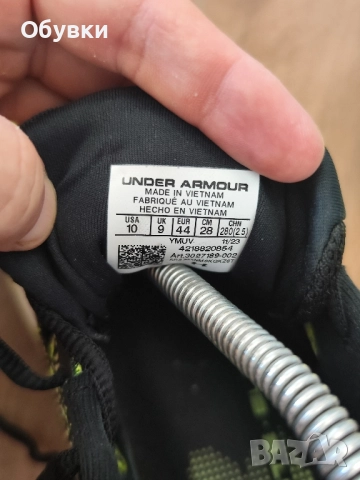 Обувки
UNDER ARMOUR
MADE IN VIETNAM
FABRIQUÉ AU VIETNAM
HECHO EN VIETNAM
USA UK EUR CM CHN
10 9 44 28 280(2.5)
YMUV 11/23
4218820854
Art.3027189-002
BAZAR